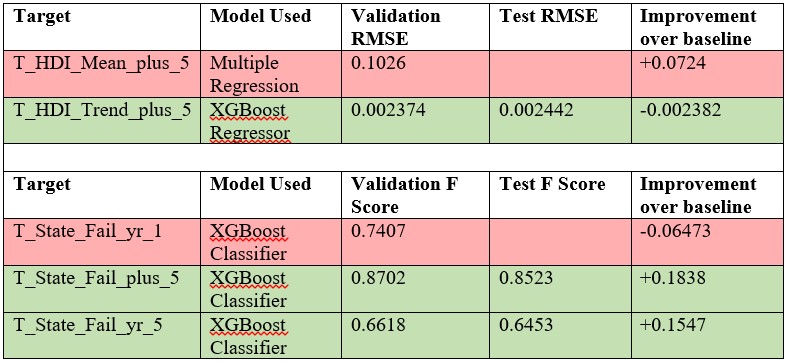 Target Model Used Validation RMSE Test RMSE Improvement over baseline
T_HDI_Mean_plus_5 Multiple Regression 0.1026 +0.0724
T_HDI_Trend_plus_5 XGBoost Regressor 0.002374 0.002442 -0.002382
Target Model Used Validation F Score Test F Score Improvement over baseline
T_State_Fail_yr_1 XGBoost Classifier 0.7407 -0.06473
T_State_Fail_plus_5 XGBoost Classifier 0.8702 0.8523 +0.1838
T_State_Fail_yr_5 XGBoost Classifier 0.6618 0.6453 +0.1547